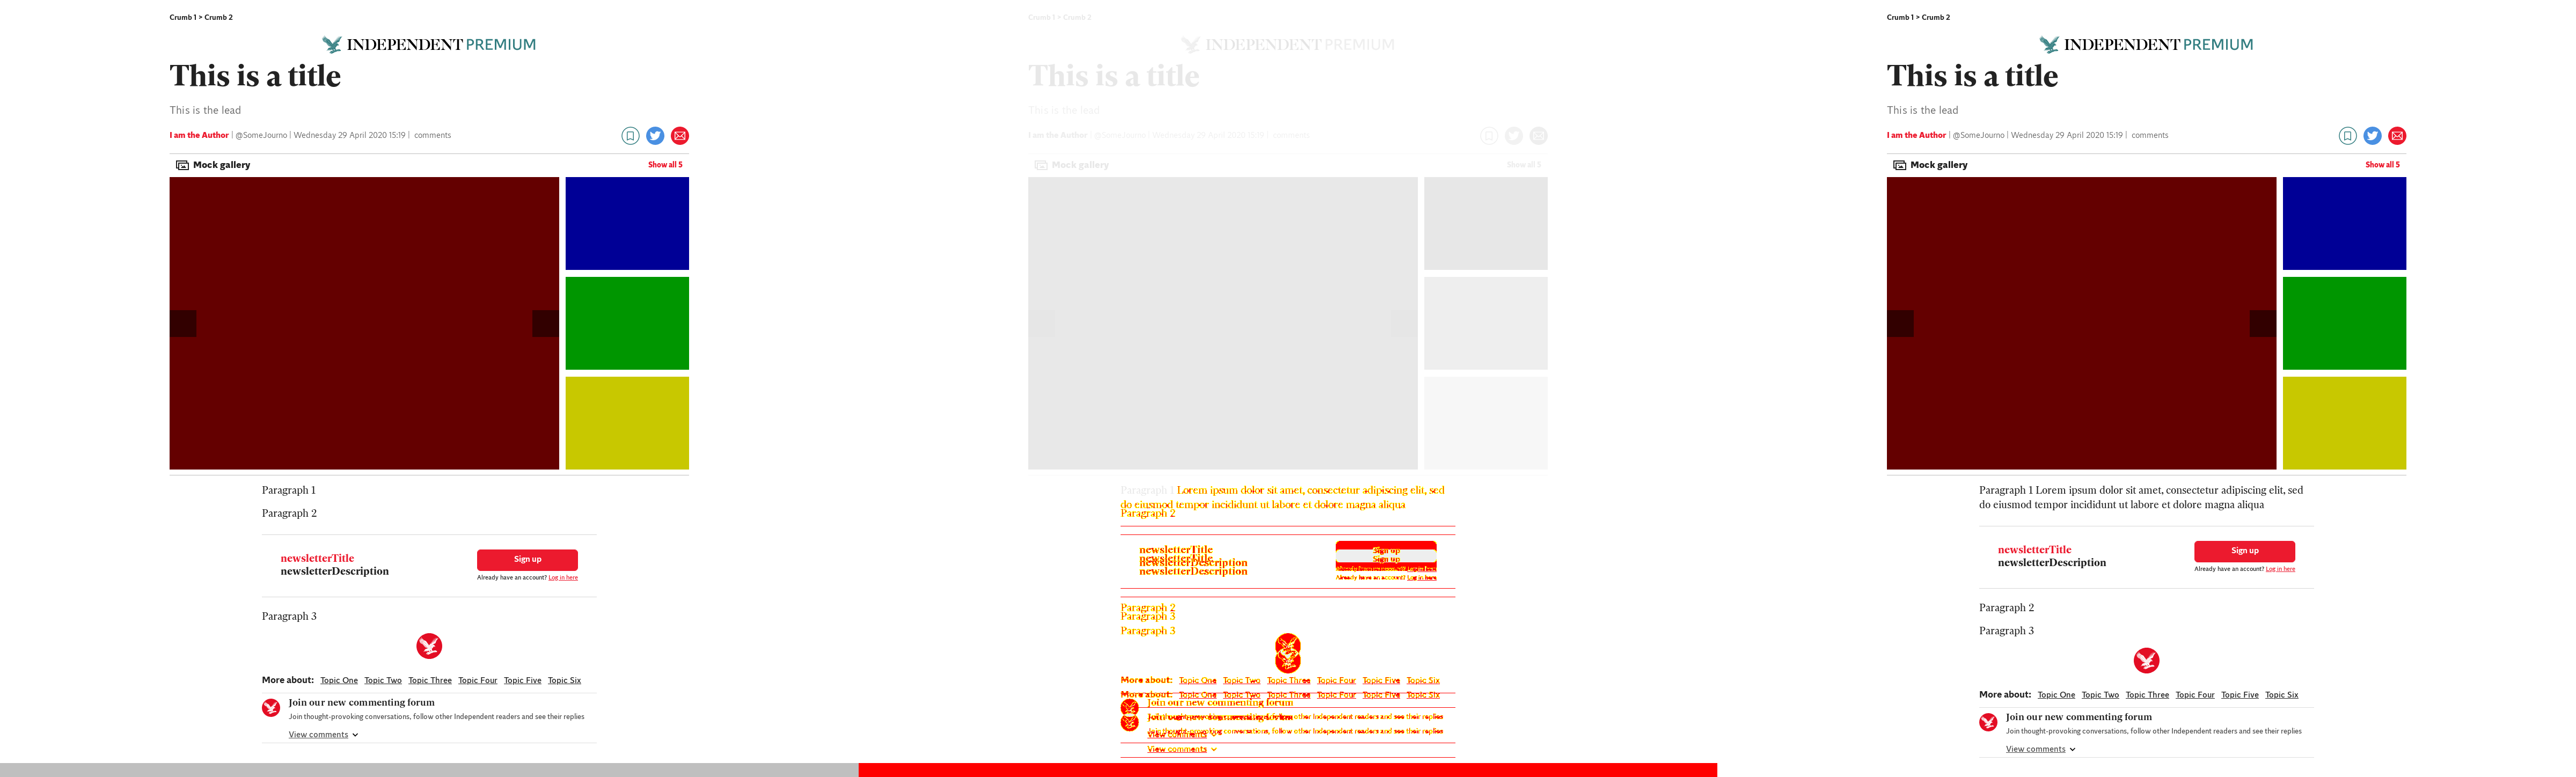 Crumb 1 > Crumb 2
INDEPENDENT PREMIUM
This is a title
This is the lead
I am the Author | @SomeJourno | Wednesday 29 April 2020 15:19 | comments
Mock gallery
Show all 5
Paragraph 1
Paragraph 2
newsletterTitle
newsletterDescription
Sign up
Already have an account? Log in here
Paragraph 3
More about: Topic One Topic Two Topic Three Topic Four Topic Five Topic Six
Join our new commenting forum
Join thought-provoking conversations, follow other Independent readers and see their replies
View comments
Crumb 1 > Crumb 2
INDEPENDENT PREMIUM
This is a title
This is the lead
I am the Author | @SomeJourno | Wednesday 29 April 2020 15:19 | comments
Mock gallery
Show all 5
Paragraph 1 Lorem ipsum dolor sit amet, consectetur adipiscing elit, sed
do eiusmod tempor incididunt ut labore et dolore magna aliqua
Paragraph 2
newsletterTitle
newsletterTitle
newsletterDescription
newsletterDescription
Sign up
Sign up
Already have an account? Log in here
Paragraph 2
Paragraph 3
Paragraph 3
More about: Topic One Topic Two Topic Three Topic Four Topic Five Topic Six
More about: Topic One Topic Two Topic Three Topic Four Topic Five Topic Six
Join our new commenting forum
Join our new commenting forum
Join thought-provoking conversations, follow other Independent readers and see their replies
View comments
View comments
Crumb 1 > Crumb 2
INDEPENDENT PREMIUM
This is a title
This is the lead
I am the Author | @SomeJourno | Wednesday 29 April 2020 15:19 | comments
Mock gallery
Show all 5
Paragraph 1 Lorem ipsum dolor sit amet, consectetur adipiscing elit, sed
do eiusmod tempor incididunt ut labore et dolore magna aliqua
newsletterTitle
newsletterDescription
Sign up
Already have an account? Log in here
Paragraph 2
Paragraph 3
More about: Topic One Topic Two Topic Three Topic Four Topic Five Topic Six
Join our new commenting forum
Join thought-provoking conversations, follow other Independent readers and see their replies
View comments